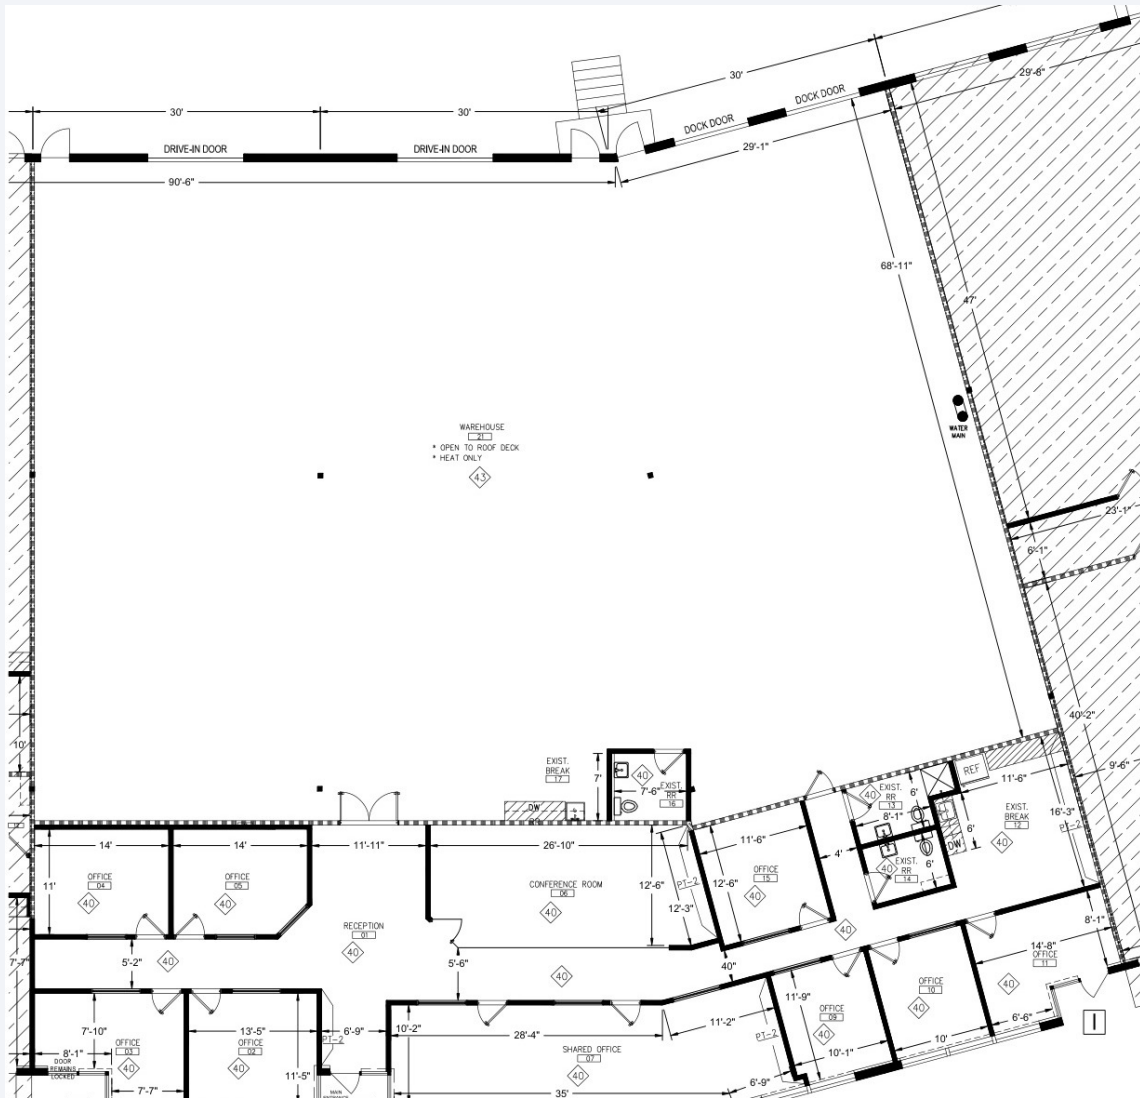 30'
29'-8"
30'
30'
DOCK DOOR
DOCK DOOR
DRIVE-IN DOOR
DRIVE-IN DOOR
29'-1"
90'-6"
68'-11"
47'
WATER
MAIN
WAREHOUSE
21
* OPEN TO ROOF DECK
* HEAT ONLY
43
23'-1"
6'-1"
40'-2"
10'
9'-6"
EXIST.
BREAK
17
7'
40
7'-6"
EXIST.
RR
16
DW
REF
11'-6"
16'-3"
PT-2
EXIST.
BREAK
12
40
40
EXIST.
RR
13
8'-1"
6'
6'
DW
40
EXIST.
RR
14
6'
4'
14'
14'
11'-11"
26'-10"
11'-6"
11'
OFFICE
04
40
OFFICE
05
40
CONFERENCE ROOM
06
40
12'-6"
PT-2
12'-3"
12'-6"
OFFICE
15
40
RECEPTION
01
40
40
8'-1"
7'-7"
5'-2"
40
5'-6"
40
40"
14'-8"
OFFICE
11
40
6'-6"
I
OFFICE
10
40
10'
11'-9"
OFFICE
09
40
10'-1"
PT-2
11'-2"
6'-9"
7'-10"
8'-1"
OFFICE
03
40
DOOR
REMAINS
LOCKED
7'-7"
13'-5"
OFFICE
02
40
11'-5"
6'-9"
PT-2
10'-2"
28'-4"
SHARED OFFICE
07
40
35'
MAIN